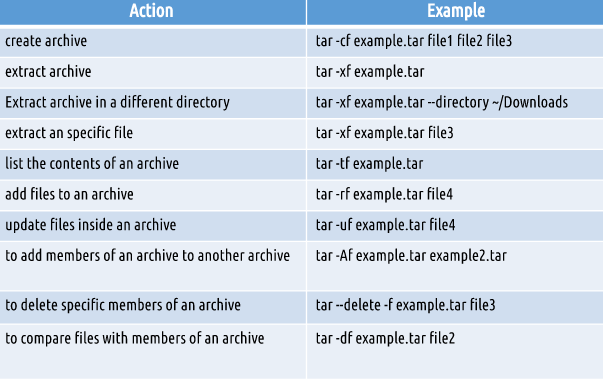 Action Example
create archive tar -cf example.tar file1 file2 file3
extract archive tar -xf example.tar
Extract archive in a different directory tar -xf example.tar --directory ~/Downloads
extract an specific file tar -xf example.tar file3
list the contents of an archive tar -tf example.tar
add files to an archive tar -rf example.tar file4
update files inside an archive tar -uf example.tar file4
to add members of an archive to another archive tar -Af example.tar example2.tar
to delete specific members of an archive tar --delete -f example.tar file3
to compare files with members of an archive tar -df example.tar file2